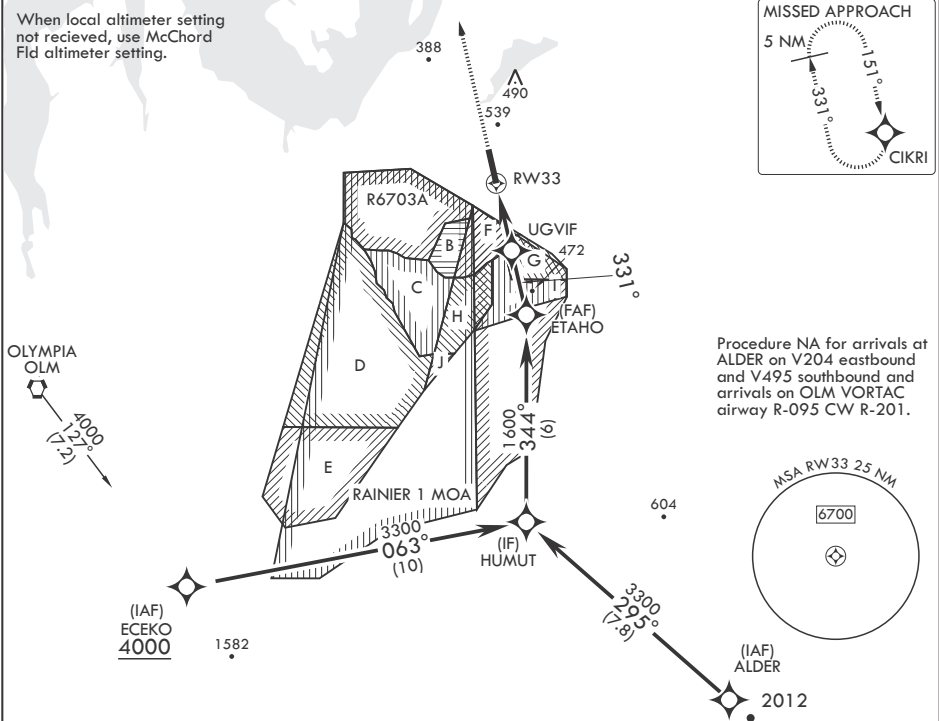 When local altimeter setting
not recieved, use McChord
Fld altimeter setting.
388
490
539
MISSED APPROACH
5 NM
151°
331°
CIKRI
RW33
R6703A
B
F
UGVIF
G
472
331°
C
I
H
(FAF)
ETAHO
J
D
OLYMPIA
OLM
4000
127°
(7.2)
Procedure NA for arrivals at
ALDER on V204 eastbound
and V495 southbound and
arrivals on OLM VORTAC
airway R-095 CW R-201.
1600
344°
(6)
E
RAINIER 1 MOA
MSA RW33 25 NM
6700
604
3300
063°
(10)
(IF)
HUMUT
(IAF)
ECEKO
4000
1582
3300
295°
(7.8)
(IAF)
ALDER
2012